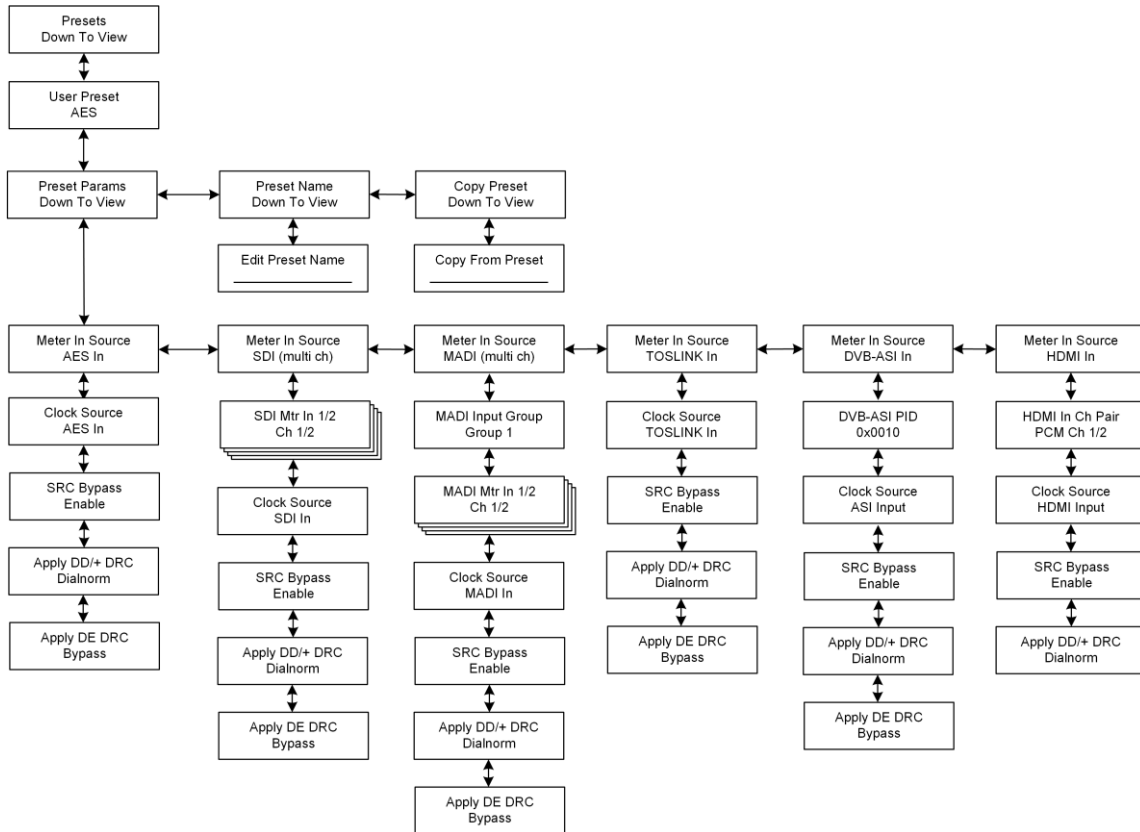 Presets
Down To View
User Preset
AES
Preset Params
Down To View
Preset Name
Down To View
Copy Preset
Down To View
Edit Preset Name
Copy From Preset
Meter In Source
AES In
Meter In Source
SDI (multi ch)
Meter In Source
MADI (multi ch)
Meter In Source
TOSLINK In
Meter In Source
DVB-ASI In
Meter In Source
HDMI In
Clock Source
AES In
SRC Bypass
Enable
Apply DD/+ DRC
Dialnorm
Apply DE DRC
Bypass
SDI Mtr In 1/2
Ch 1/2
Clock Source
SDI In
SRC Bypass
Enable
Apply DD/+ DRC
Dialnorm
Apply DE DRC
Bypass
MADI Input Group
Group 1
MADI Mtr In 1/2
Ch 1/2
Clock Source
MADI In
SRC Bypass
Enable
Apply DD/+ DRC
Dialnorm
Apply DE DRC
Bypass
Clock Source
TOSLINK In
SRC Bypass
Enable
Apply DD/+ DRC
Dialnorm
Apply DE DRC
Bypass
DVB-ASI PID
0x0010
Clock Source
ASI Input
SRC Bypass
Enable
Apply DD/+ DRC
Dialnorm
Apply DE DRC
Bypass
HDMI In Ch Pair
PCM Ch 1/2
Clock Source
HDMI Input
SRC Bypass
Enable
Apply DD/+ DRC
Dialnorm